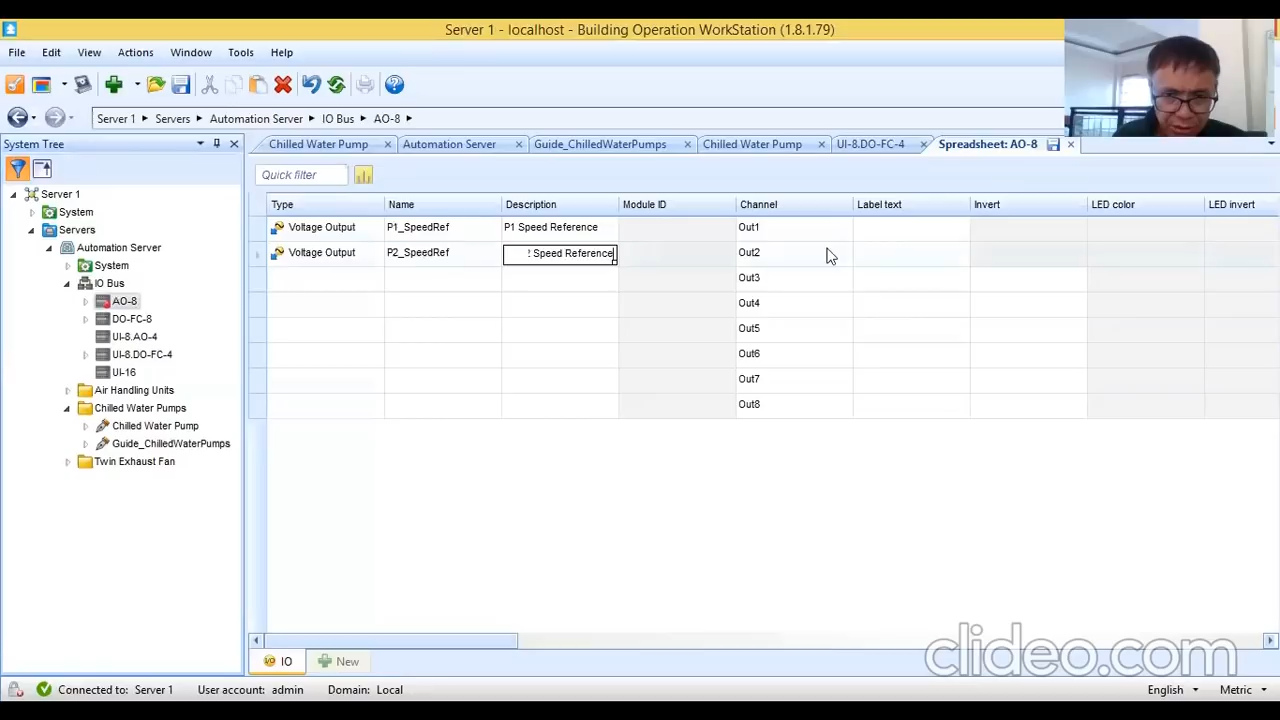 Server 1 - localhost - Building Operation WorkStation (1.8.1.79)
File Edit View Actions Window Tools Help
Server 1 Servers Automation Server IO Bus AO-8
System Tree
Chilled Water Pump Automation Server Guide_ChilledWaterPumps Chilled Water Pump UI-8.DO-FC-4 Spreadsheet: AO-8
Quick filter
Server 1
System
Servers
Automation Server
System
IO Bus
AO-8
DO-FC-8
UI-8.AO-4
UI-8.DO-FC-4
UI-16
Air Handling Units
Chilled Water Pumps
Chilled Water Pump
Guide_ChilledWaterPumps
Twin Exhaust Fan
Type Name Description Module ID Channel Label text Invert LED color LED invert
Voltage Output P1_SpeedRef P1 Speed Reference Out1
Voltage Output P2_SpeedRef Speed Reference Out2
Out3
Out4
Out5
Out6
Out7
Out8
IO New
clideo.com
Connected to: Server 1 User account: admin Domain: Local English Metric